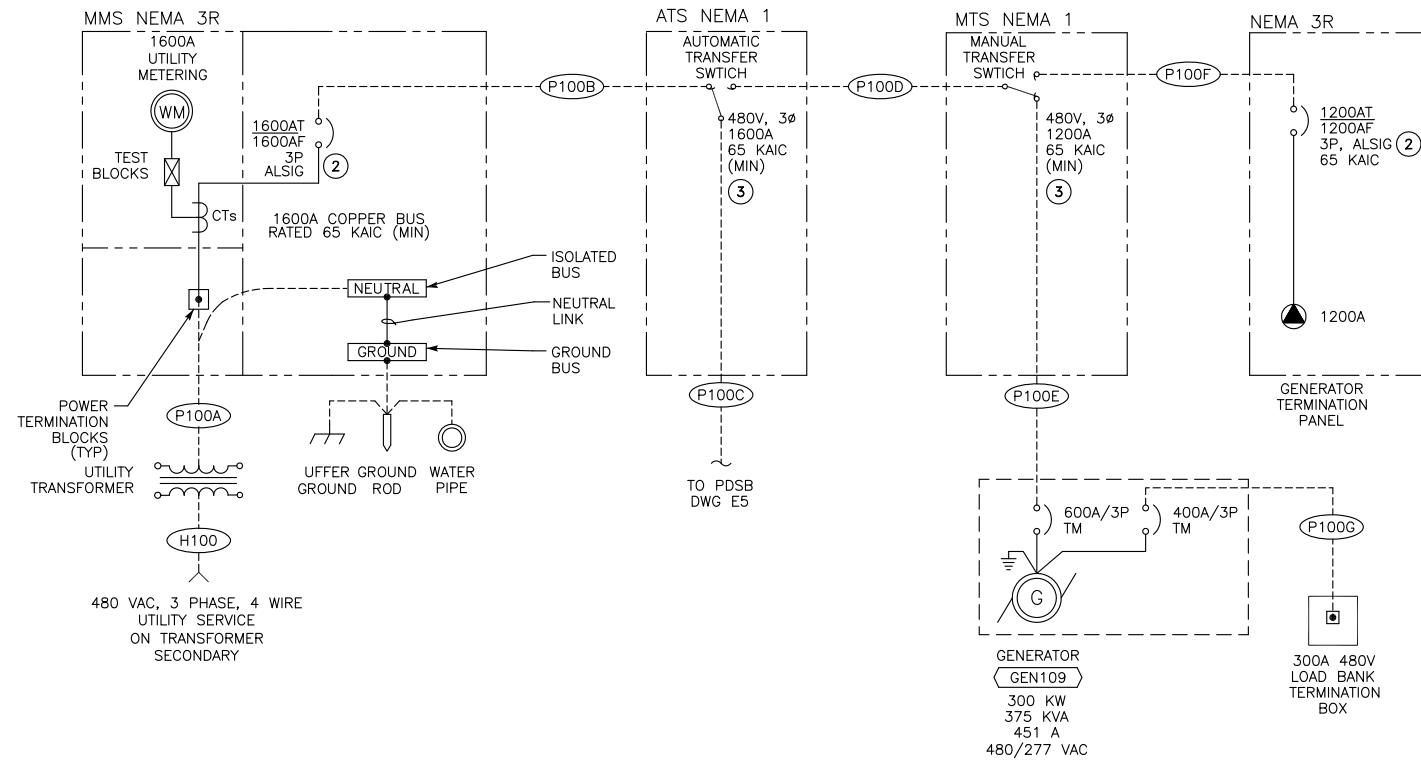 MMS NEMA 3R
1600A
UTILITY
METERING
WM
TEST
BLOCKS
CTs
1600AT
1600AF
3P
ALSIG
2
1600A COPPER BUS
RATED 65 KAIC (MIN)
NEUTRAL
GROUND
ISOLATED
BUS
NEUTRAL
LINK
GROUND
BUS
POWER
TERMINATION
BLOCKS
(TYP)
P100A
UTILITY
TRANSFORMER
H100
480 VAC, 3 PHASE, 4 WIRE
UTILITY SERVICE
ON TRANSFORMER
SECONDARY
UFFER
GROUND
GROUND
ROD
WATER
PIPE
P100B
ATS NEMA 1
AUTOMATIC
TRANSFER
SWTICH
480V, 3ø
1600A
65 KAIC
(MIN)
3
P100C
TO PDSB
DWG E5
P100D
MTS NEMA 1
MANUAL
TRANSFER
SWTICH
480V, 3ø
1200A
65 KAIC
(MIN)
3
P100E
P100F
NEMA 3R
1200AT
1200AF
3P, ALSIG
2
65 KAIC
1200A
GENERATOR
TERMINATION
PANEL
600A/3P
TM
400A/3P
TM
G
P100G
GENERATOR
GEN109
300 KW
375 KVA
451 A
480/277 VAC
300A 480V
LOAD BANK
TERMINATION
BOX